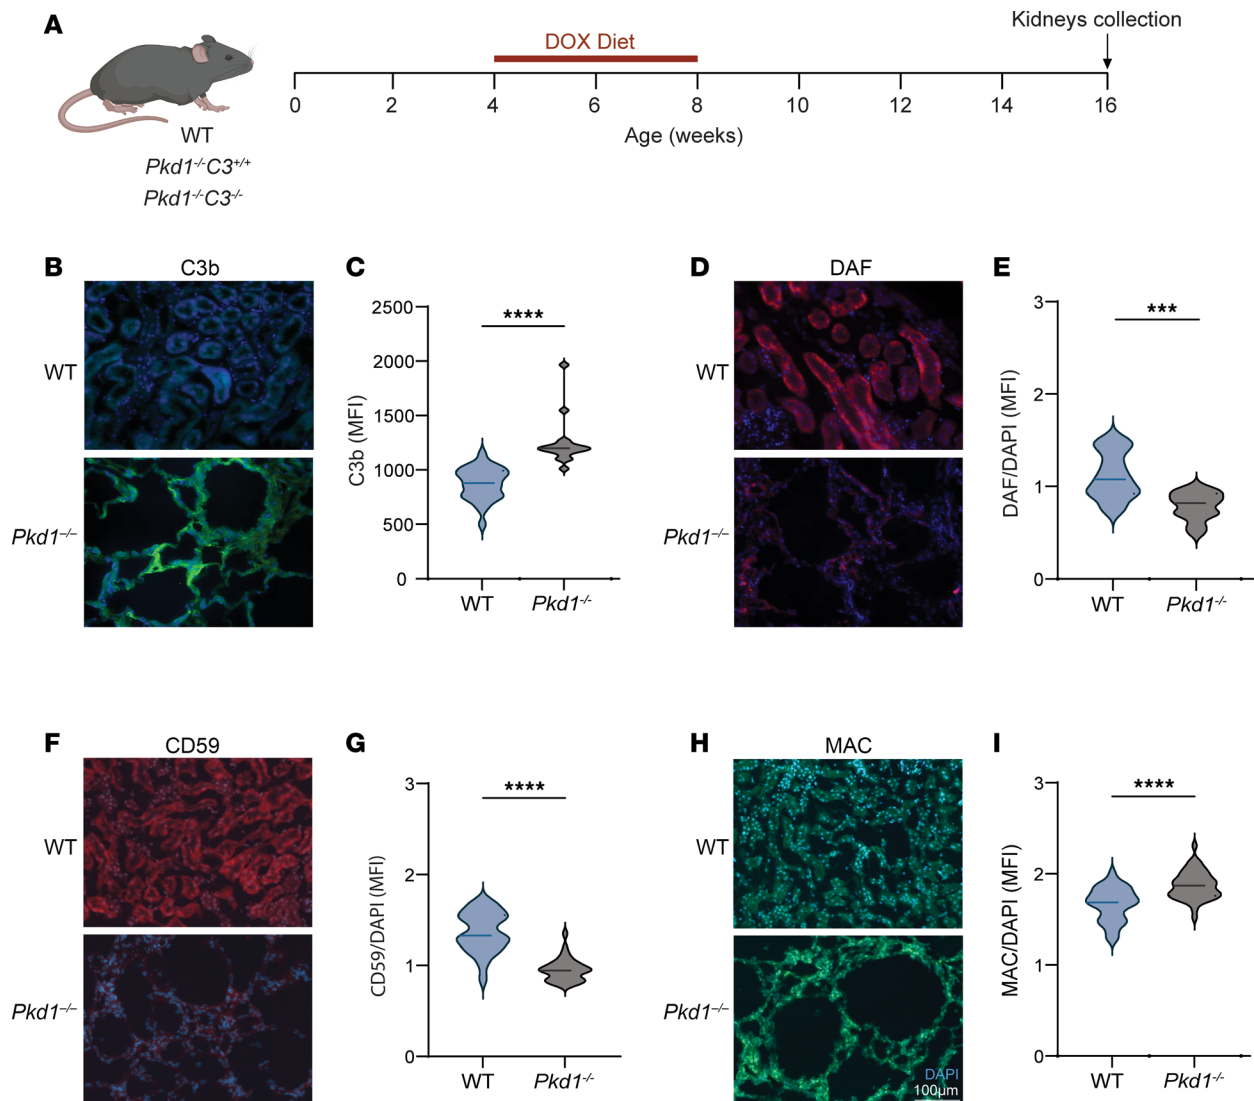 A
Kidneys collection
DOX Diet
0 2 4 6 8 10 12 14 16
Age (weeks)
WT
Pkd1⁻/⁻C3⁺/⁺
Pkd1⁻/⁻C3⁻/⁻
B
C3b
WT
Pkd1⁻/⁻
C
2500
2000
1500
1000
500
0
C3b (MFI)
****
WT Pkd1⁻/⁻
D
DAF
WT
Pkd1⁻/⁻
E
3
2
1
0
DAF/DAPI (MFI)
***
WT Pkd1⁻/⁻
F
CD59
WT
Pkd1⁻/⁻
G
3
2
1
0
CD59/DAPI (MFI)
****
WT Pkd1⁻/⁻
H
MAC
WT
Pkd1⁻/⁻
DAPI
100µm
I
3
2
1
0
MAC/DAPI (MFI)
****
WT Pkd1⁻/⁻